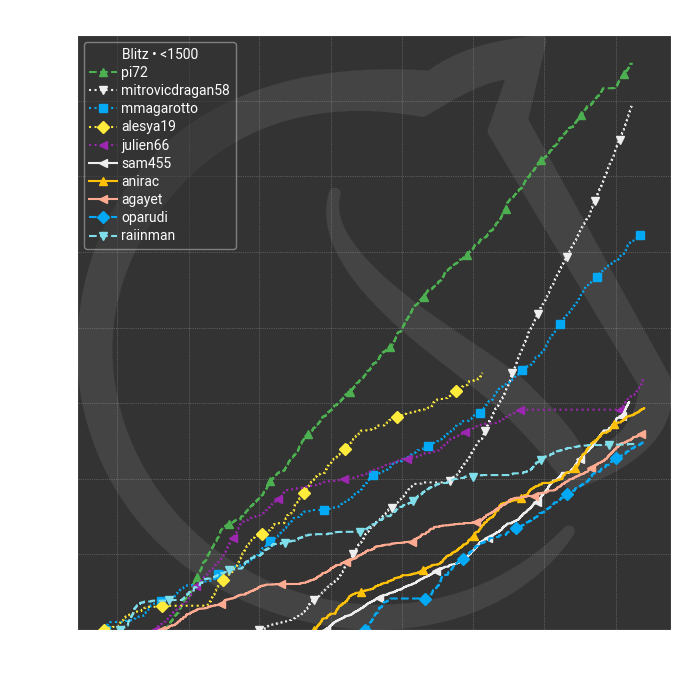 Blitz • <1500
pi72
mitrovicdragan58
mmagarotto
alesya19
julien66
sam455
anirac
agayet
oparudi
raiinman